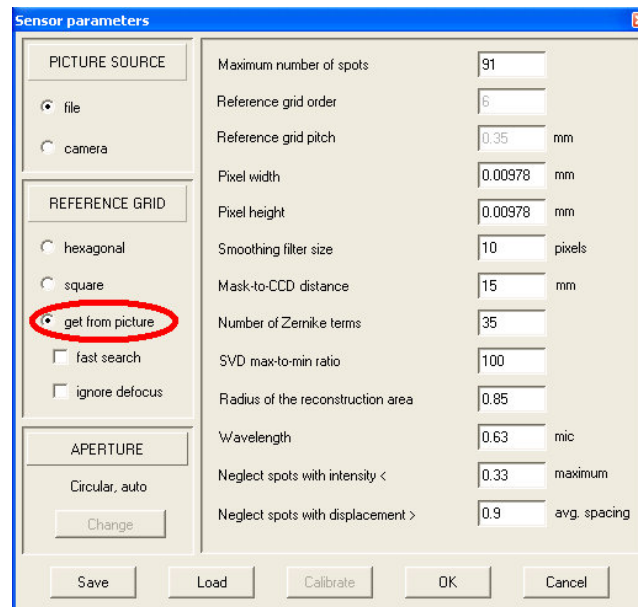 Sensor parameters
PICTURE SOURCE
file
camera
REFERENCE GRID
hexagonal
square
get from picture
fast search
ignore defocus
APERTURE
Circular, auto
Change
Maximum number of spots 91
Reference grid order 6
Reference grid pitch 0.35 mm
Pixel width 0.00978 mm
Pixel height 0.00978 mm
Smoothing filter size 10 pixels
Mask-to-CCD distance 15 mm
Number of Zernike terms 35
SVD max-to-min ratio 100
Radius of the reconstruction area 0.85
Wavelength 0.63 mic
Neglect spots with intensity < 0.33 maximum
Neglect spots with displacement > 0.9 avg. spacing
Save Load Calibrate OK Cancel